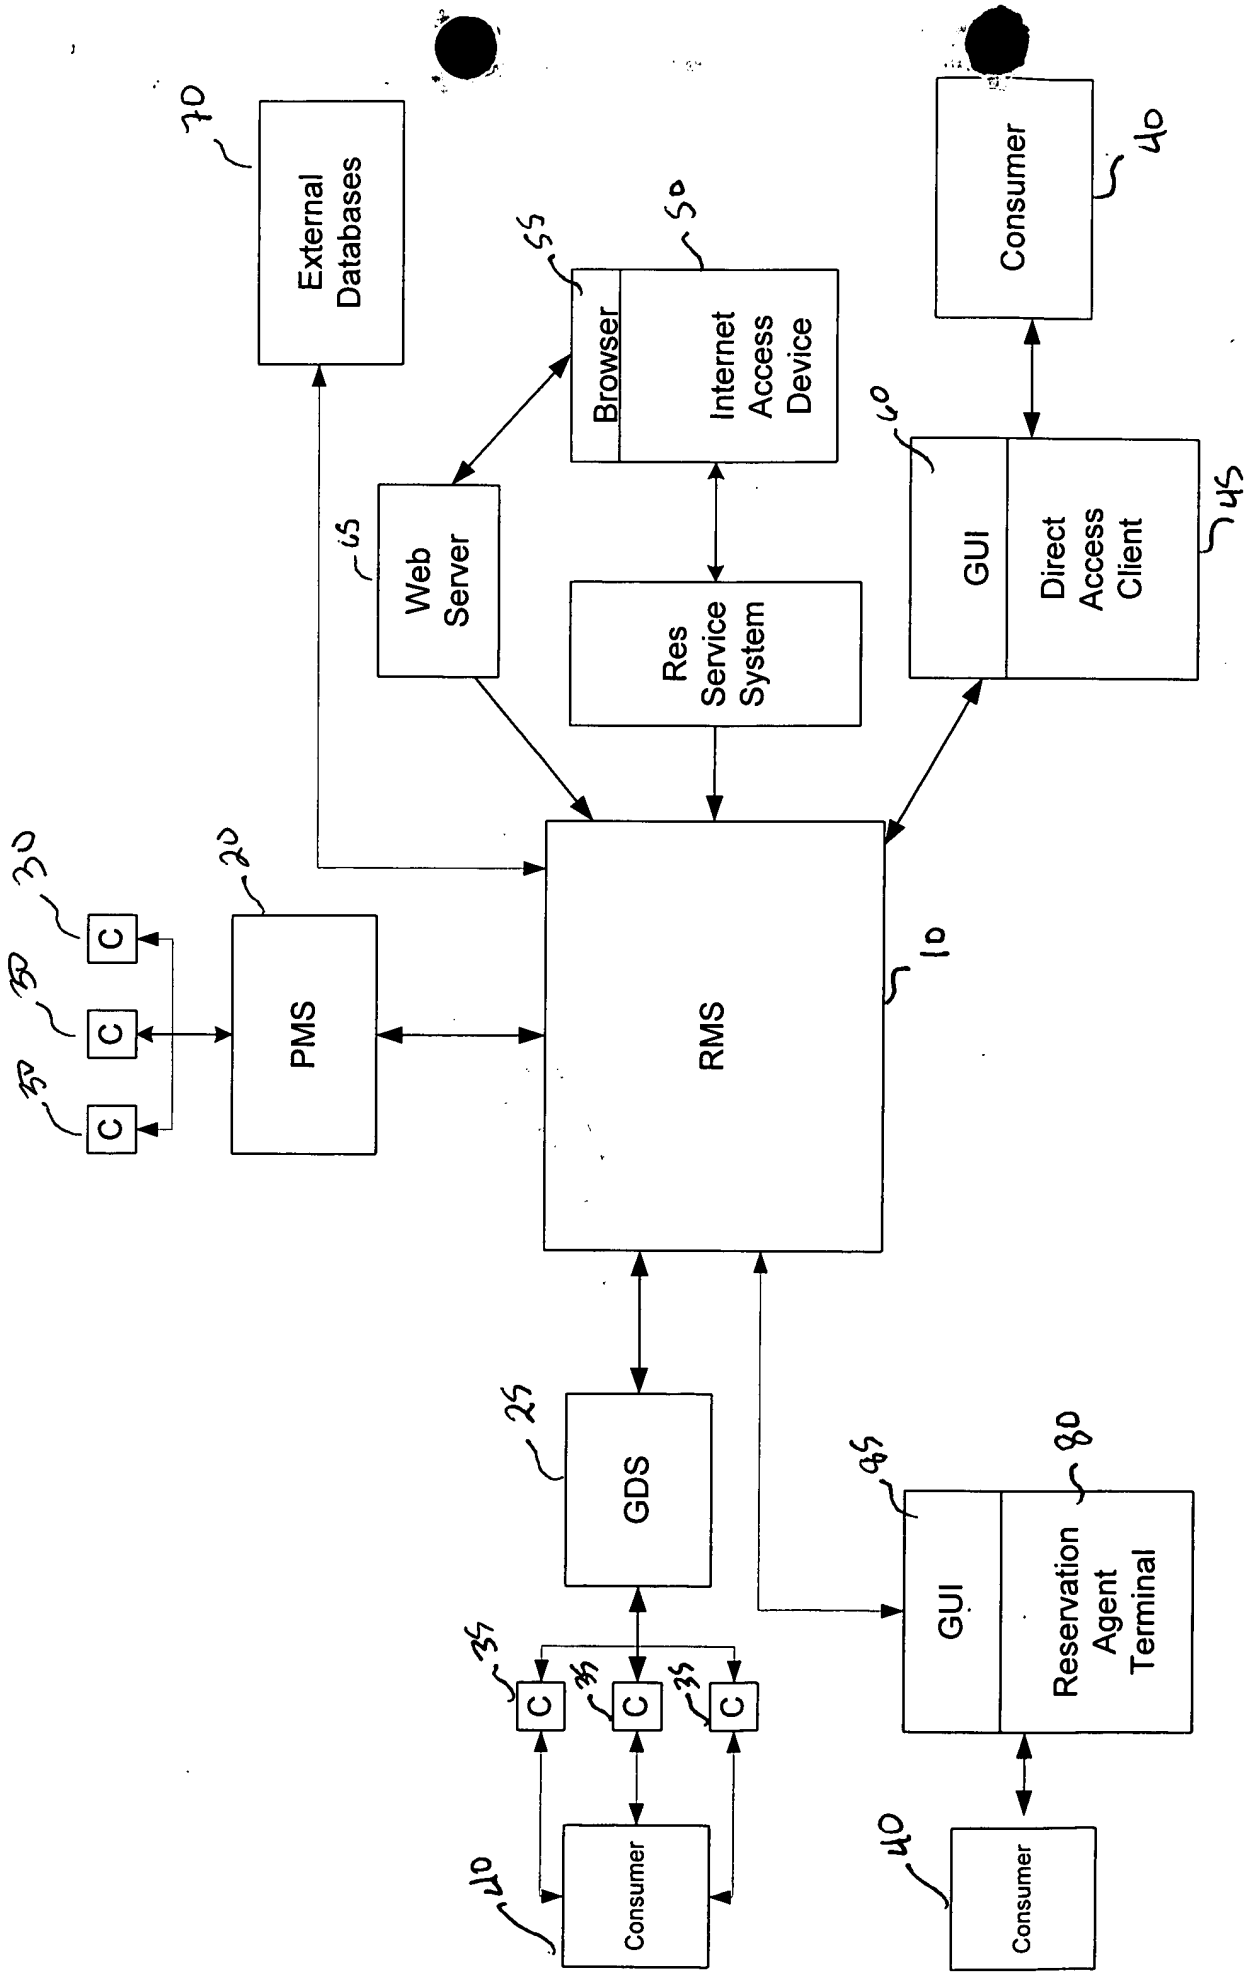 30
30
30
C
C
C
20
PMS
70
External
Databases
65
Web
Server
55
Browser
50
Internet
Access
Device
Res
Service
System
RMS
10
25
GDS
35
C
35
C
35
C
40
Consumer
60
GUI
Direct
Access
Client
45
Consumer
40
85
GUI
80
Reservation
Agent
Terminal
40
Consumer